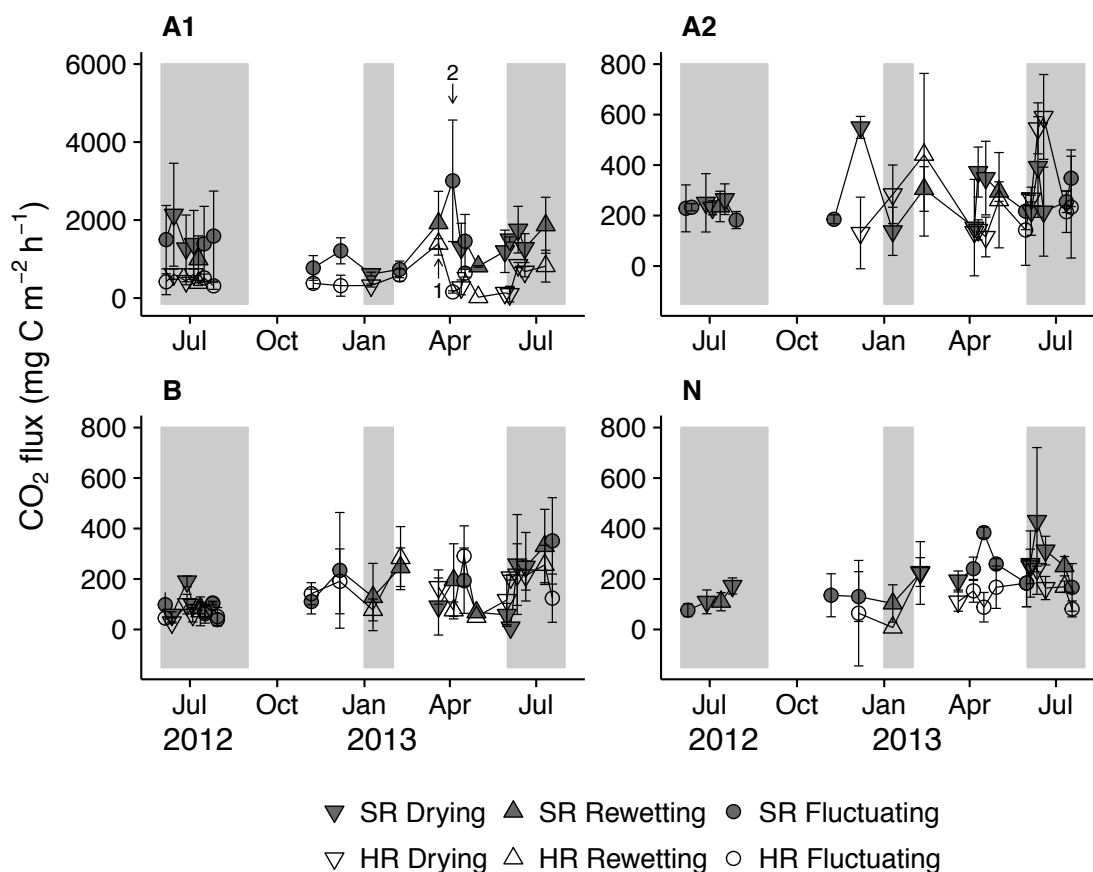 A1
A2
6000
4000
2000
0
2
1
Jul
Oct
Jan
Apr
Jul
800
600
400
200
0
Jul
Oct
Jan
Apr
Jul
CO2 flux (mg C m−2 h−1)
B
N
800
600
400
200
0
Jul
Oct
Jan
Apr
Jul
2012
2013
800
600
400
200
0
Jul
Oct
Jan
Apr
Jul
2012
2013
SR Drying
SR Rewetting
SR Fluctuating
HR Drying
HR Rewetting
HR Fluctuating